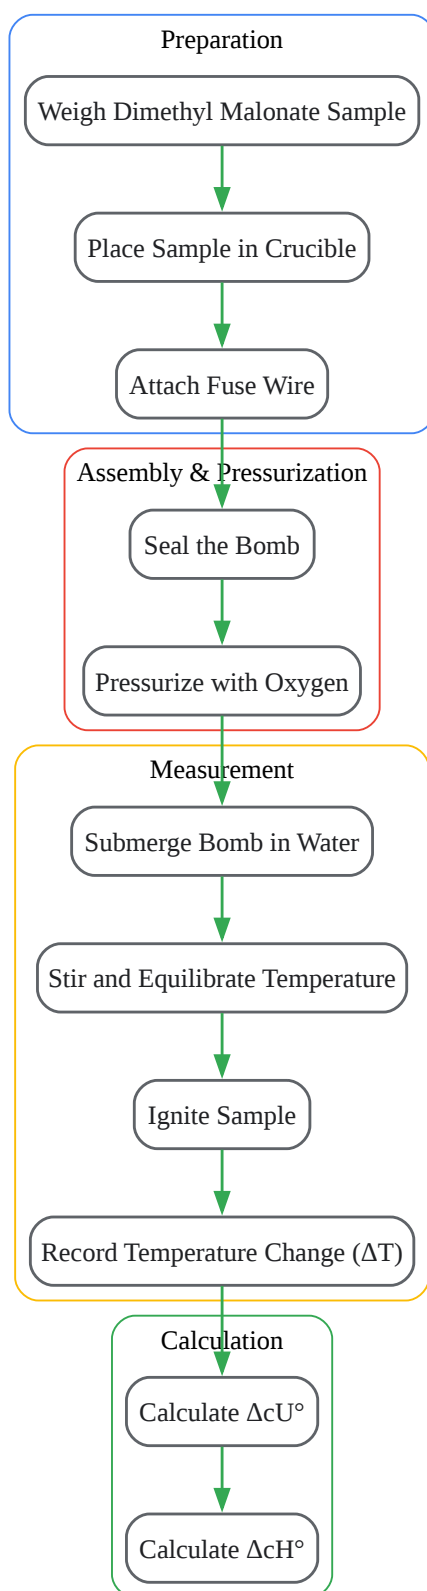 Preparation
Weigh Dimethyl Malonate Sample
Place Sample in Crucible
Attach Fuse Wire
Assembly & Pressurization
Seal the Bomb
Pressurize with Oxygen
Measurement
Submerge Bomb in Water
Stir and Equilibrate Temperature
Ignite Sample
Record Temperature Change (ΔT)
Calculation
Calculate ΔcU°
Calculate ΔcH°